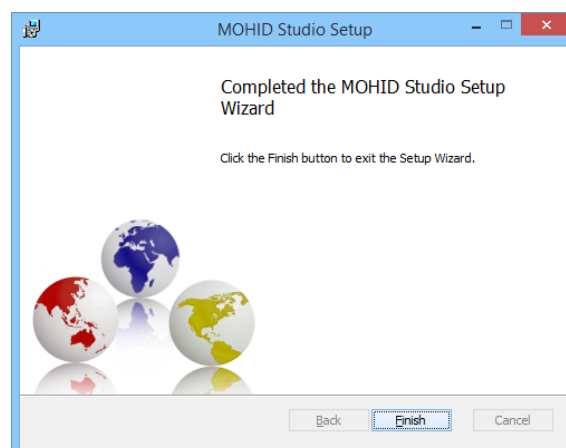 MOHID Studio Setup
Completed the MOHID Studio Setup
Wizard
Click the Finish button to exit the Setup Wizard.
Back Finish Cancel